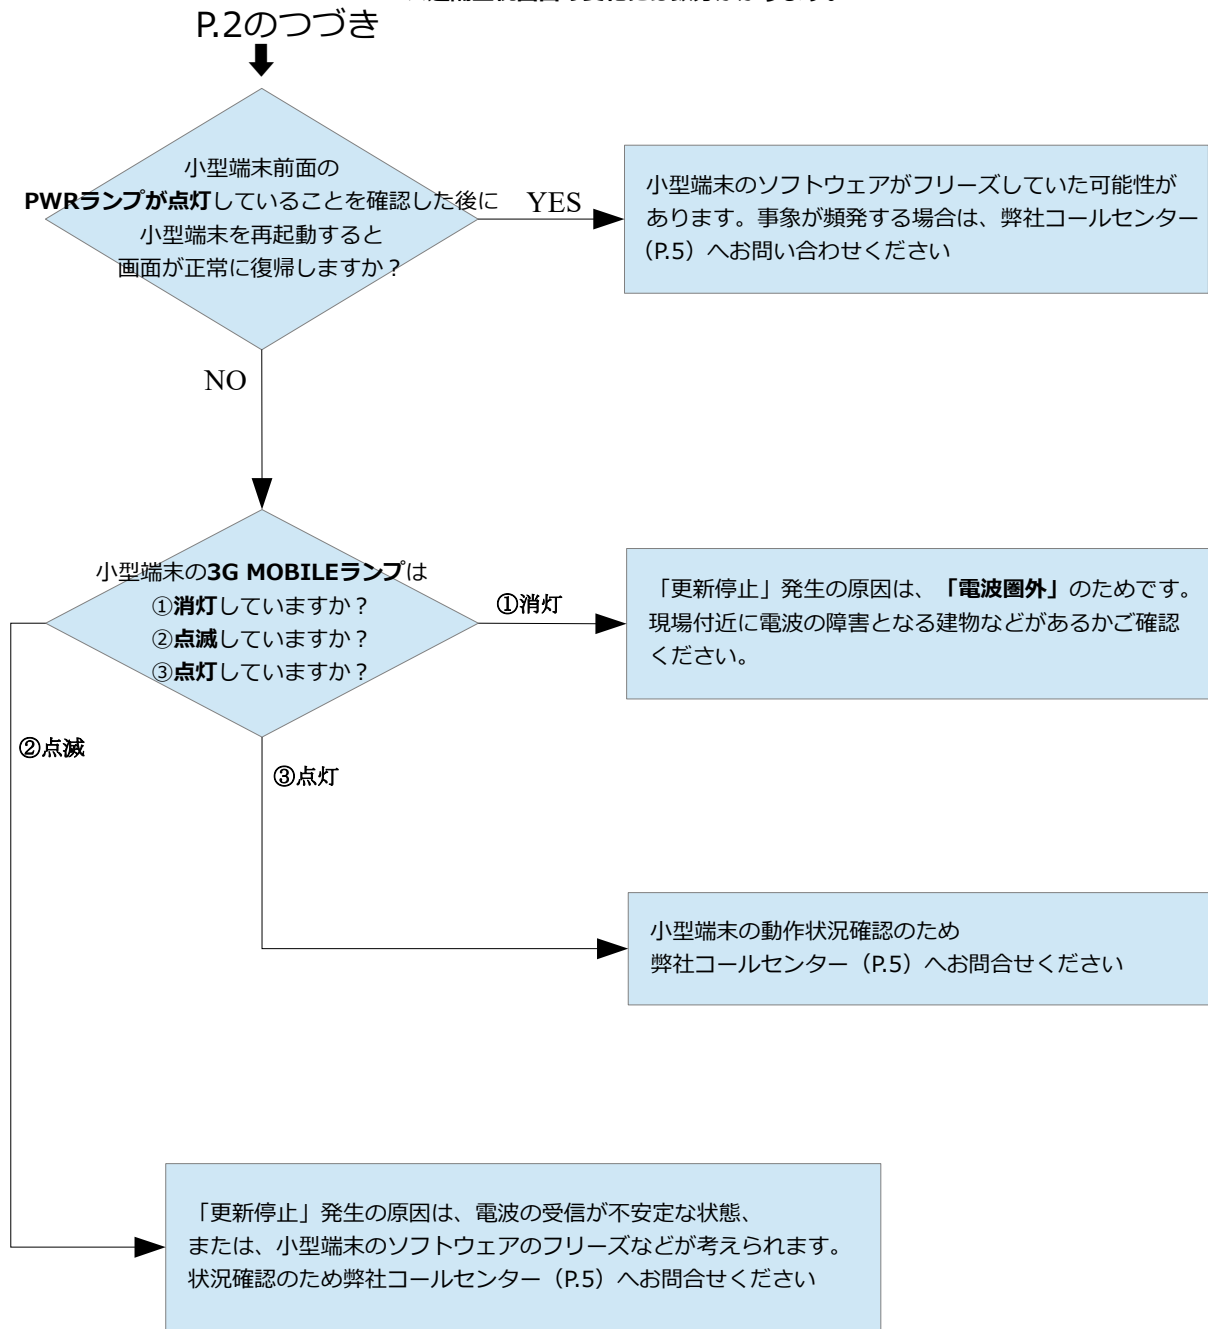 P.2のつづき
小型端末前面の
PWRランプが点灯していることを確認した後に
小型端末を再起動すると
画面が正常に復帰しますか？
YES
小型端末のソフトウェアがフリーズしていた可能性が
あります。事象が頻発する場合は、弊社コールセンター
（P.5）へお問い合わせください
NO
小型端末の3G MOBILEランプは
①消灯していますか？
②点滅していますか？
③点灯していますか？
①消灯
「更新停止」発生の原因は、「電波圏外」のためです。
現場付近に電波の障害となる建物などがあるかご確認
ください。
②点滅
③点灯
小型端末の動作状況確認のため
弊社コールセンター（P.5）へお問合せください
「更新停止」発生の原因は、電波の受信が不安定な状態、
または、小型端末のソフトウェアのフリーズなどが考えられます。
状況確認のため弊社コールセンター（P.5）へお問合せください